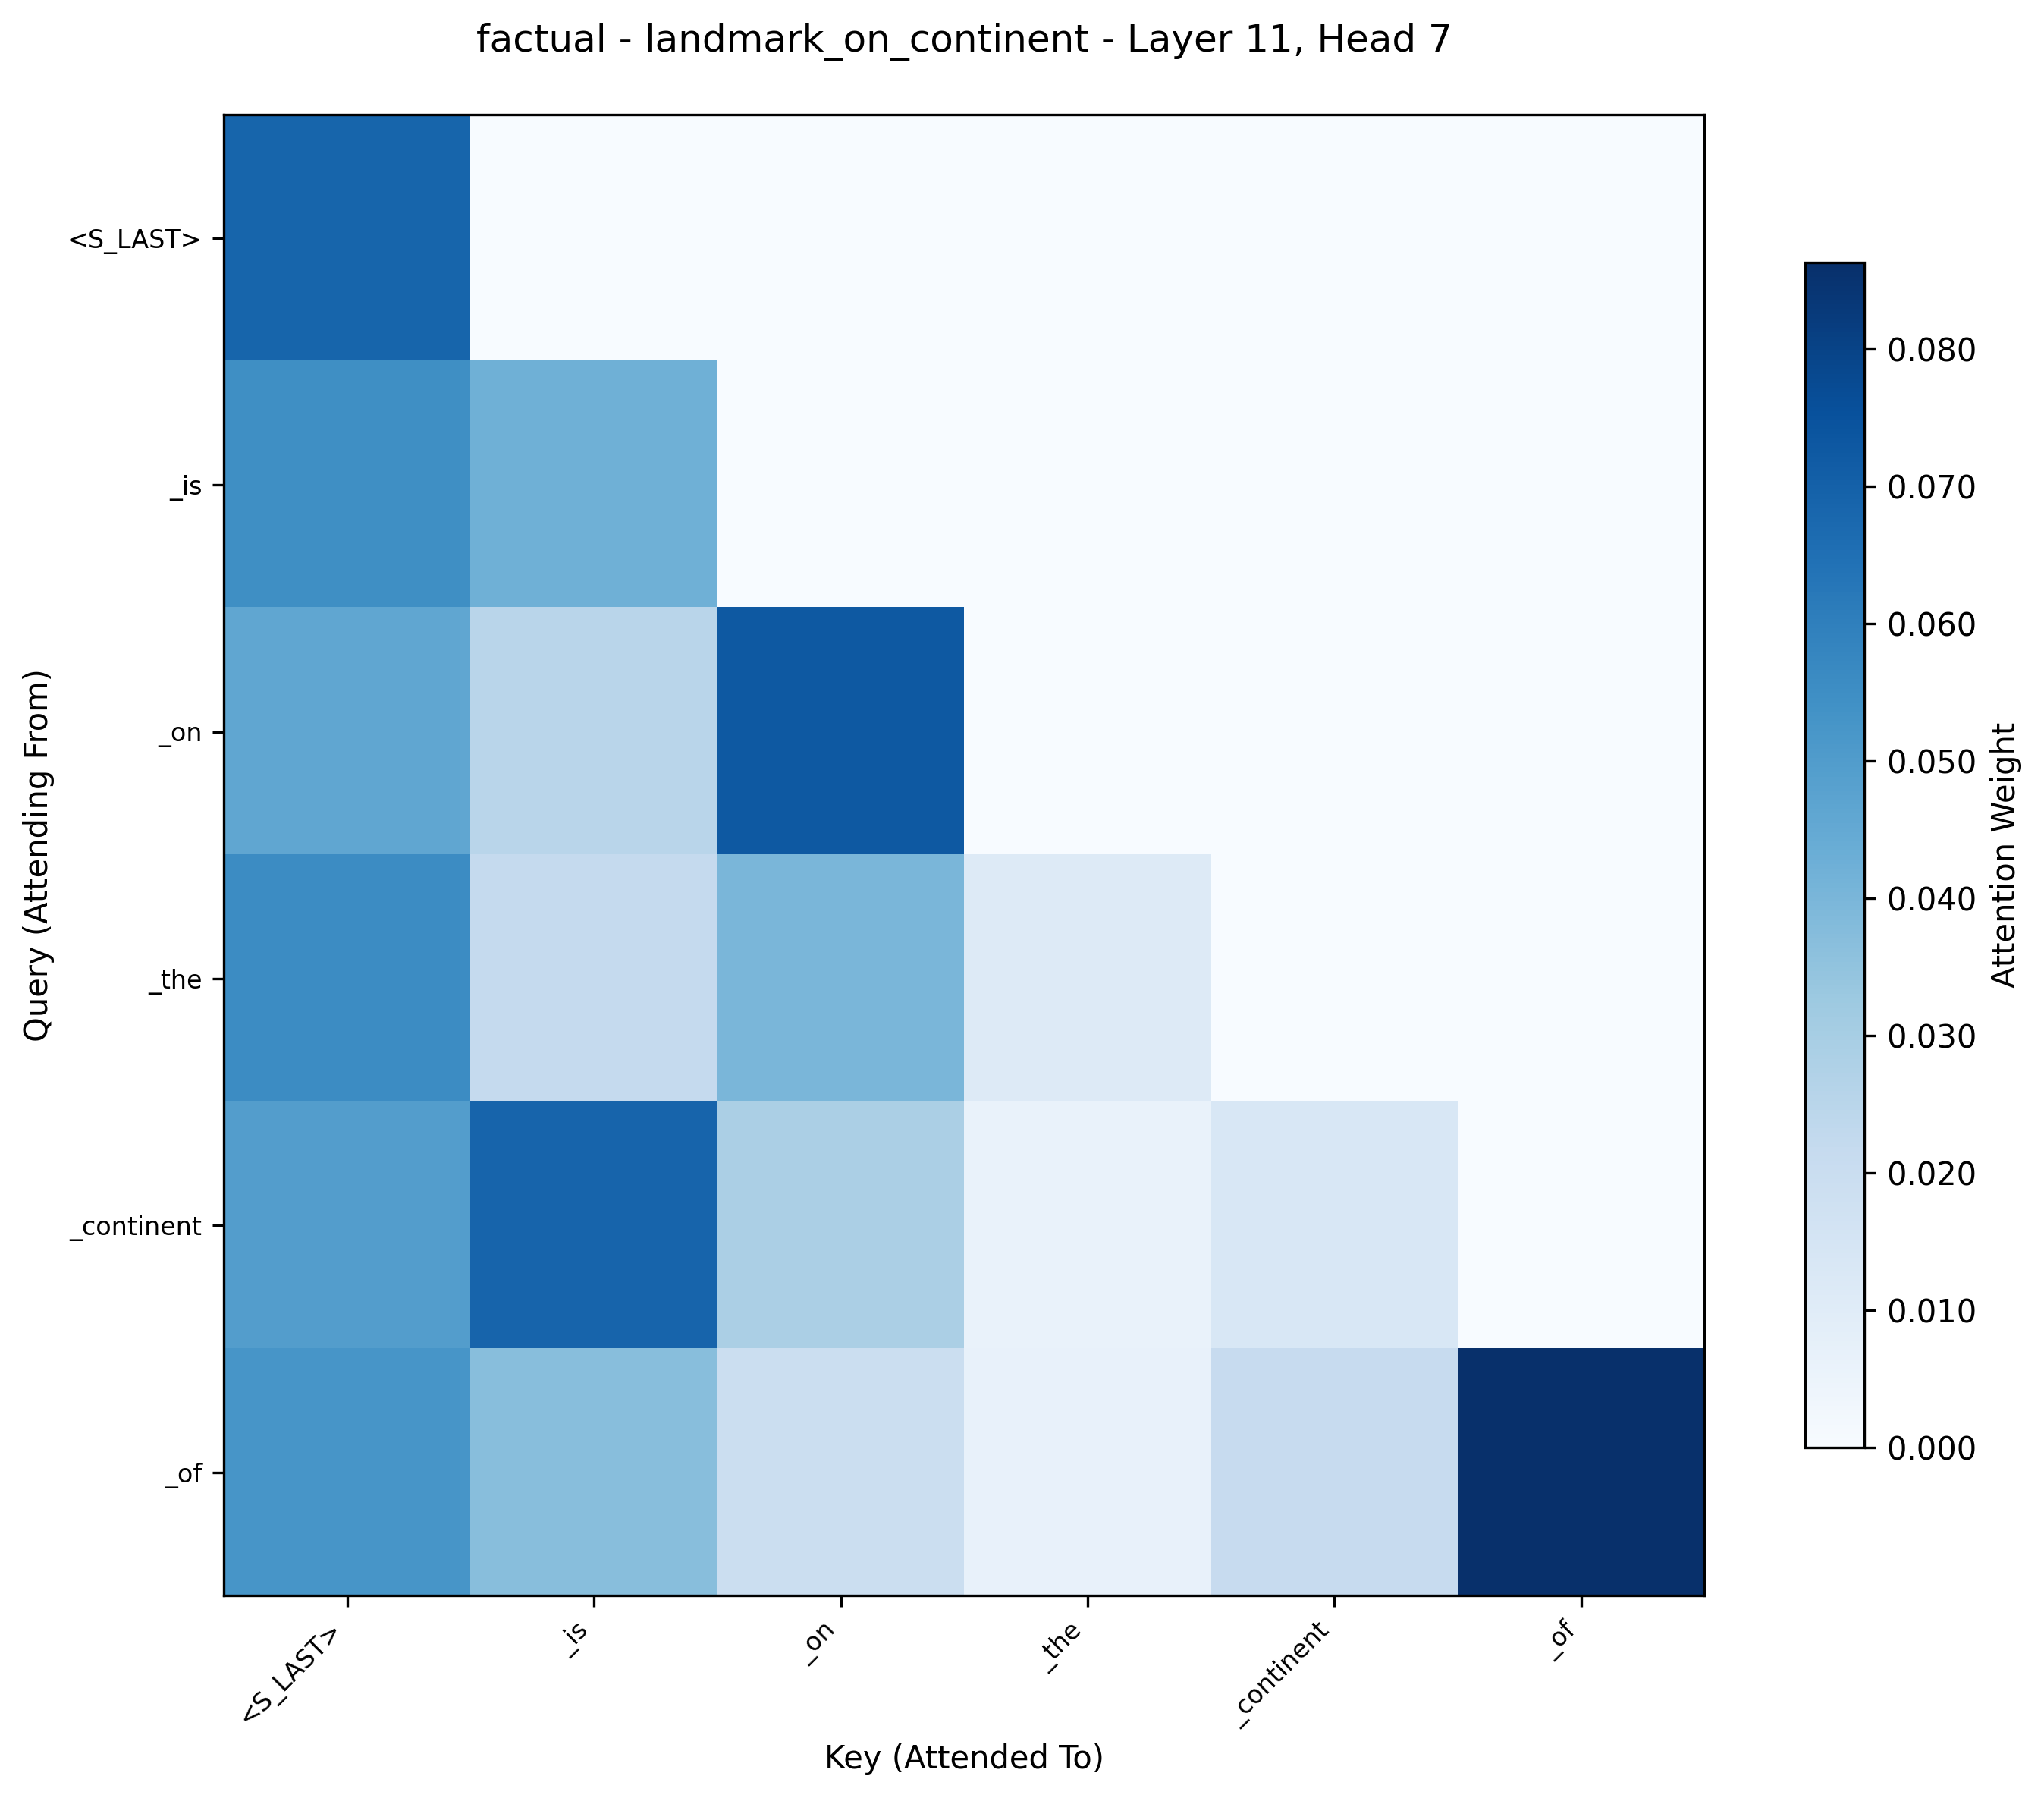 factual - landmark_on_continent - Layer 11, Head 7
Query (Attending From)
<S_LAST>
_is
_on
_the
_continent
_of
<S_LAST>
_is
_on
_the
_continent
_of
Key (Attended To)
0.080
0.070
0.060
0.050
0.040
0.030
0.020
0.010
0.000
Attention Weight